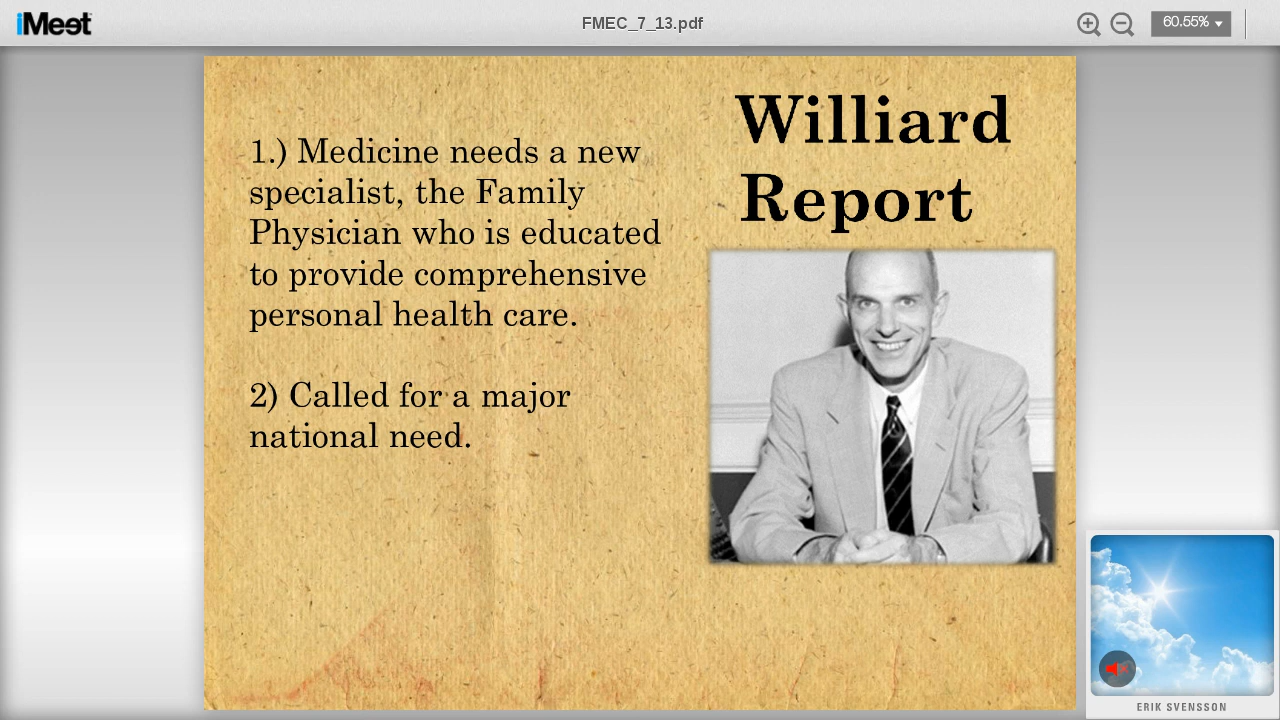 iMeet
FMEC_7_13.pdf
60.55%
Williard
Report
1.) Medicine needs a new
specialist, the Family
Physician who is educated
to provide comprehensive
personal health care.
2) Called for a major
national need.
ERIK SVENSSON